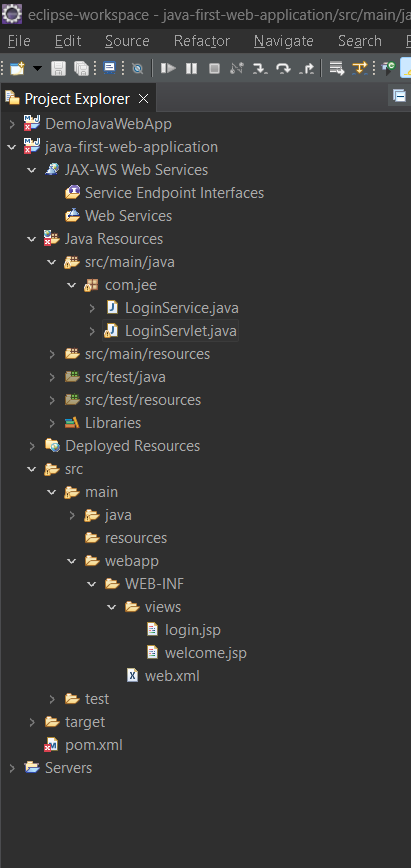 eclipse-workspace - java-first-web-application/src/main/ja
File Edit Source Refactor Navigate Search
Project Explorer
DemoJavaWebApp
java-first-web-application
JAX-WS Web Services
Service Endpoint Interfaces
Web Services
Java Resources
src/main/java
com.jee
LoginService.java
LoginServlet.java
src/main/resources
src/test/java
src/test/resources
Libraries
Deployed Resources
src
main
java
resources
webapp
WEB-INF
views
login.jsp
welcome.jsp
web.xml
test
target
pom.xml
Servers